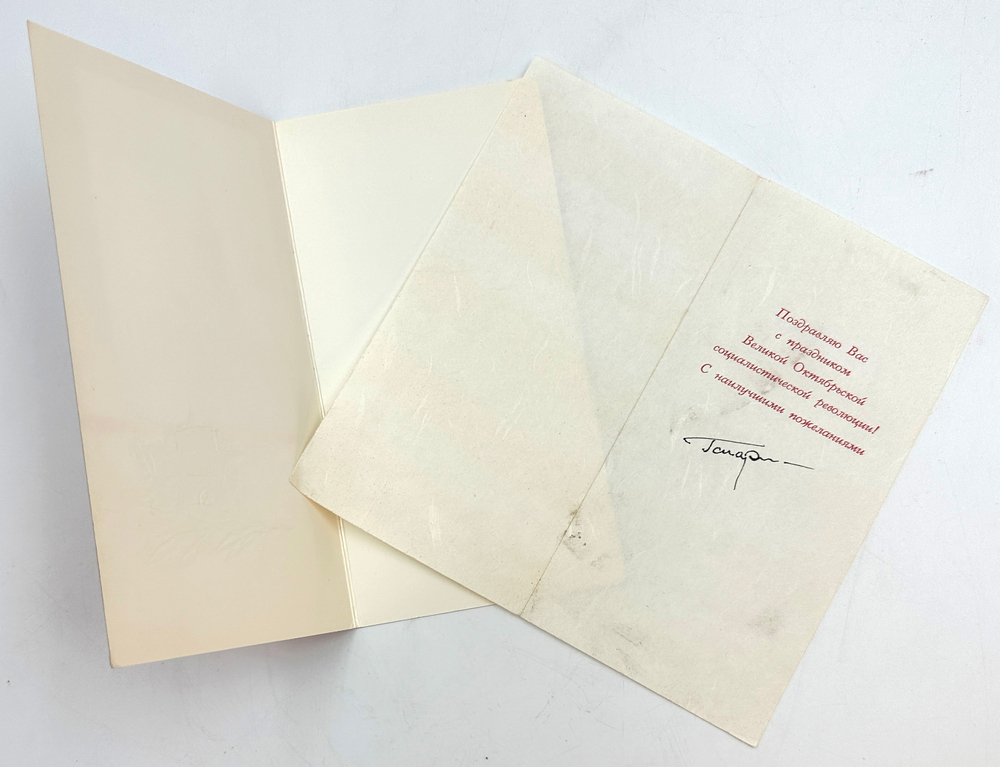 Поздравляю Вас
с праздником
Великой Октябрьской
социалистической революции!
С наилучшими пожеланиями